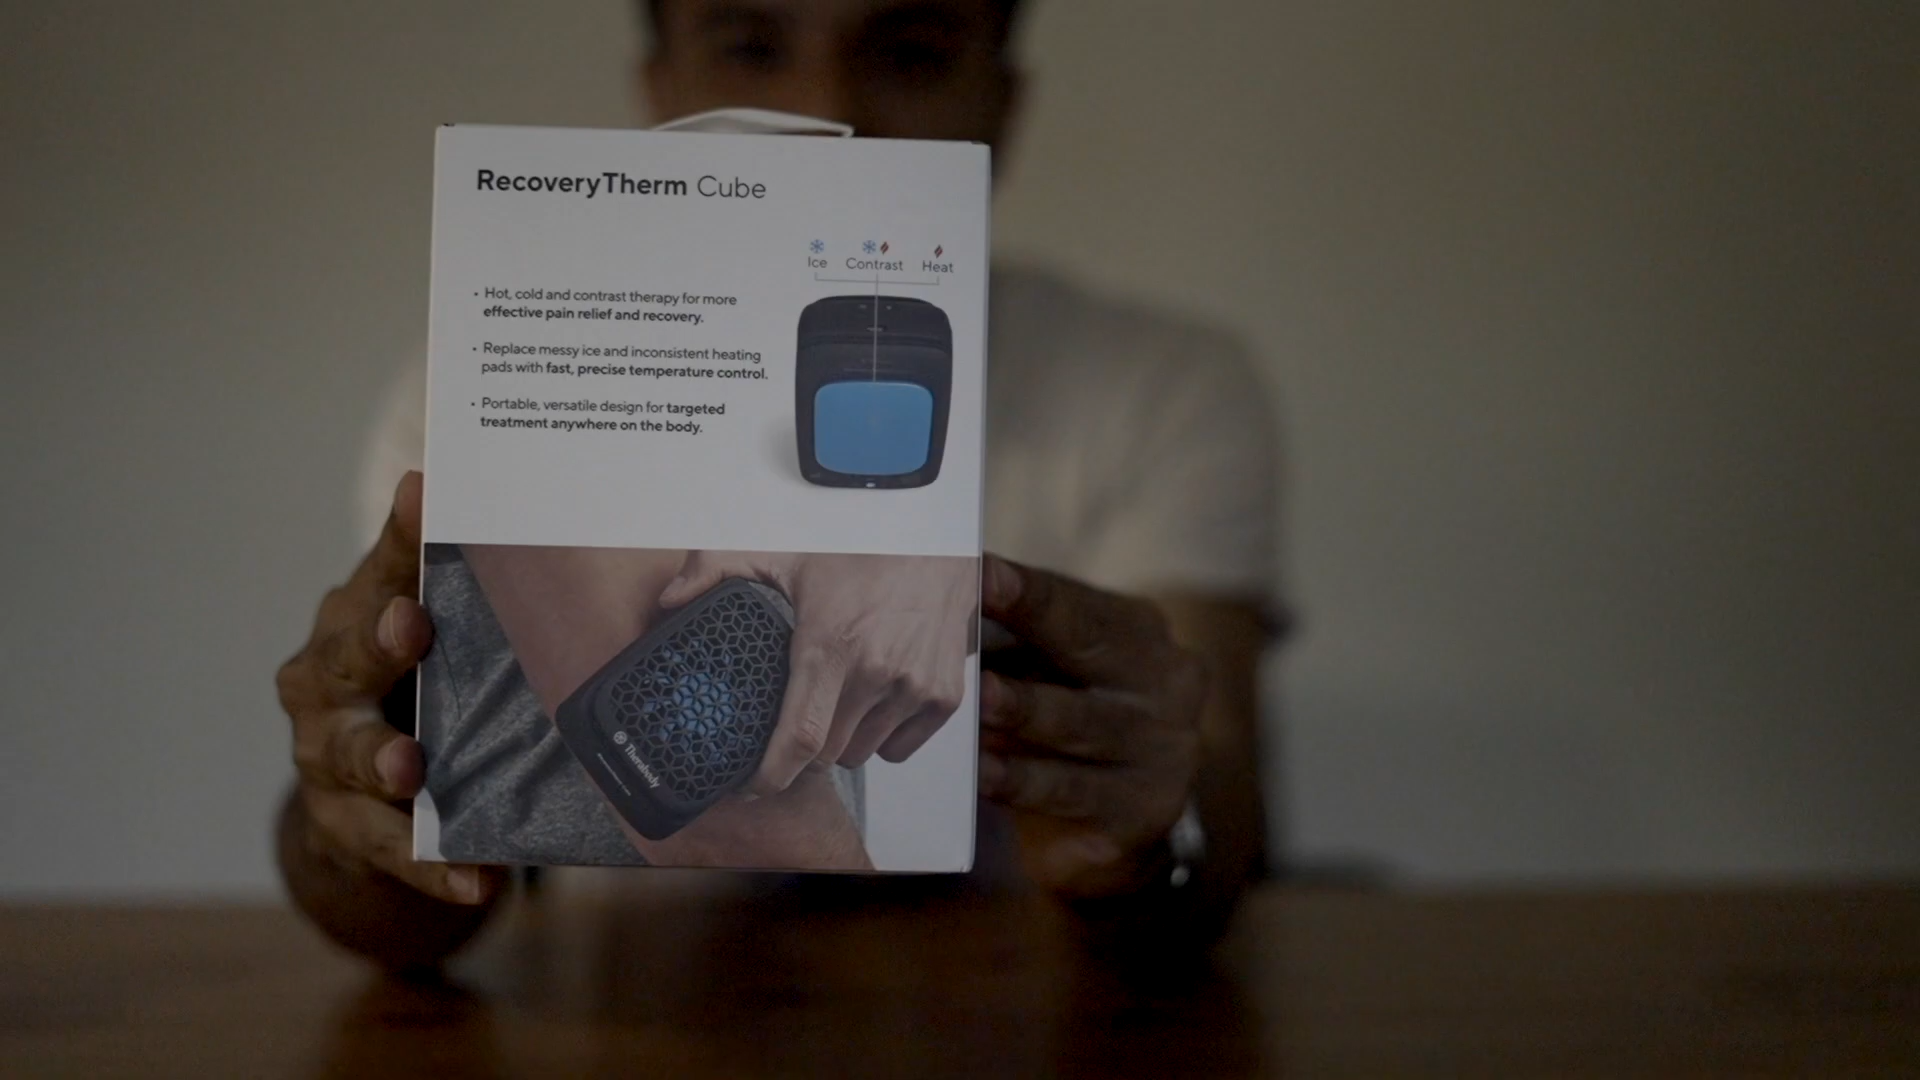 RecoveryTherm Cube
Ice Contrast Heat
• Hot, cold and contrast therapy for more
effective pain relief and recovery.
• Replace messy ice and inconsistent heating
pads with fast, precise temperature control.
• Portable, versatile design for targeted
treatment anywhere on the body.
Therabody